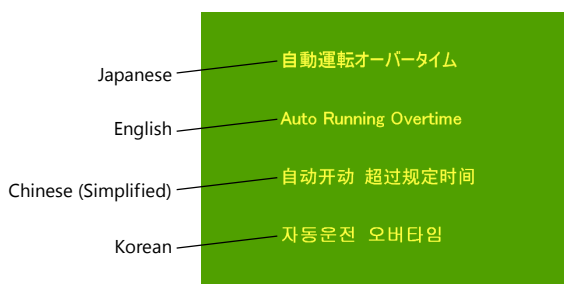 Japanese 自動運転オーバータイム
English Auto Running Overtime
Chinese (Simplified) 自动开动 超过规定时间
Korean 자동운전 오버타임